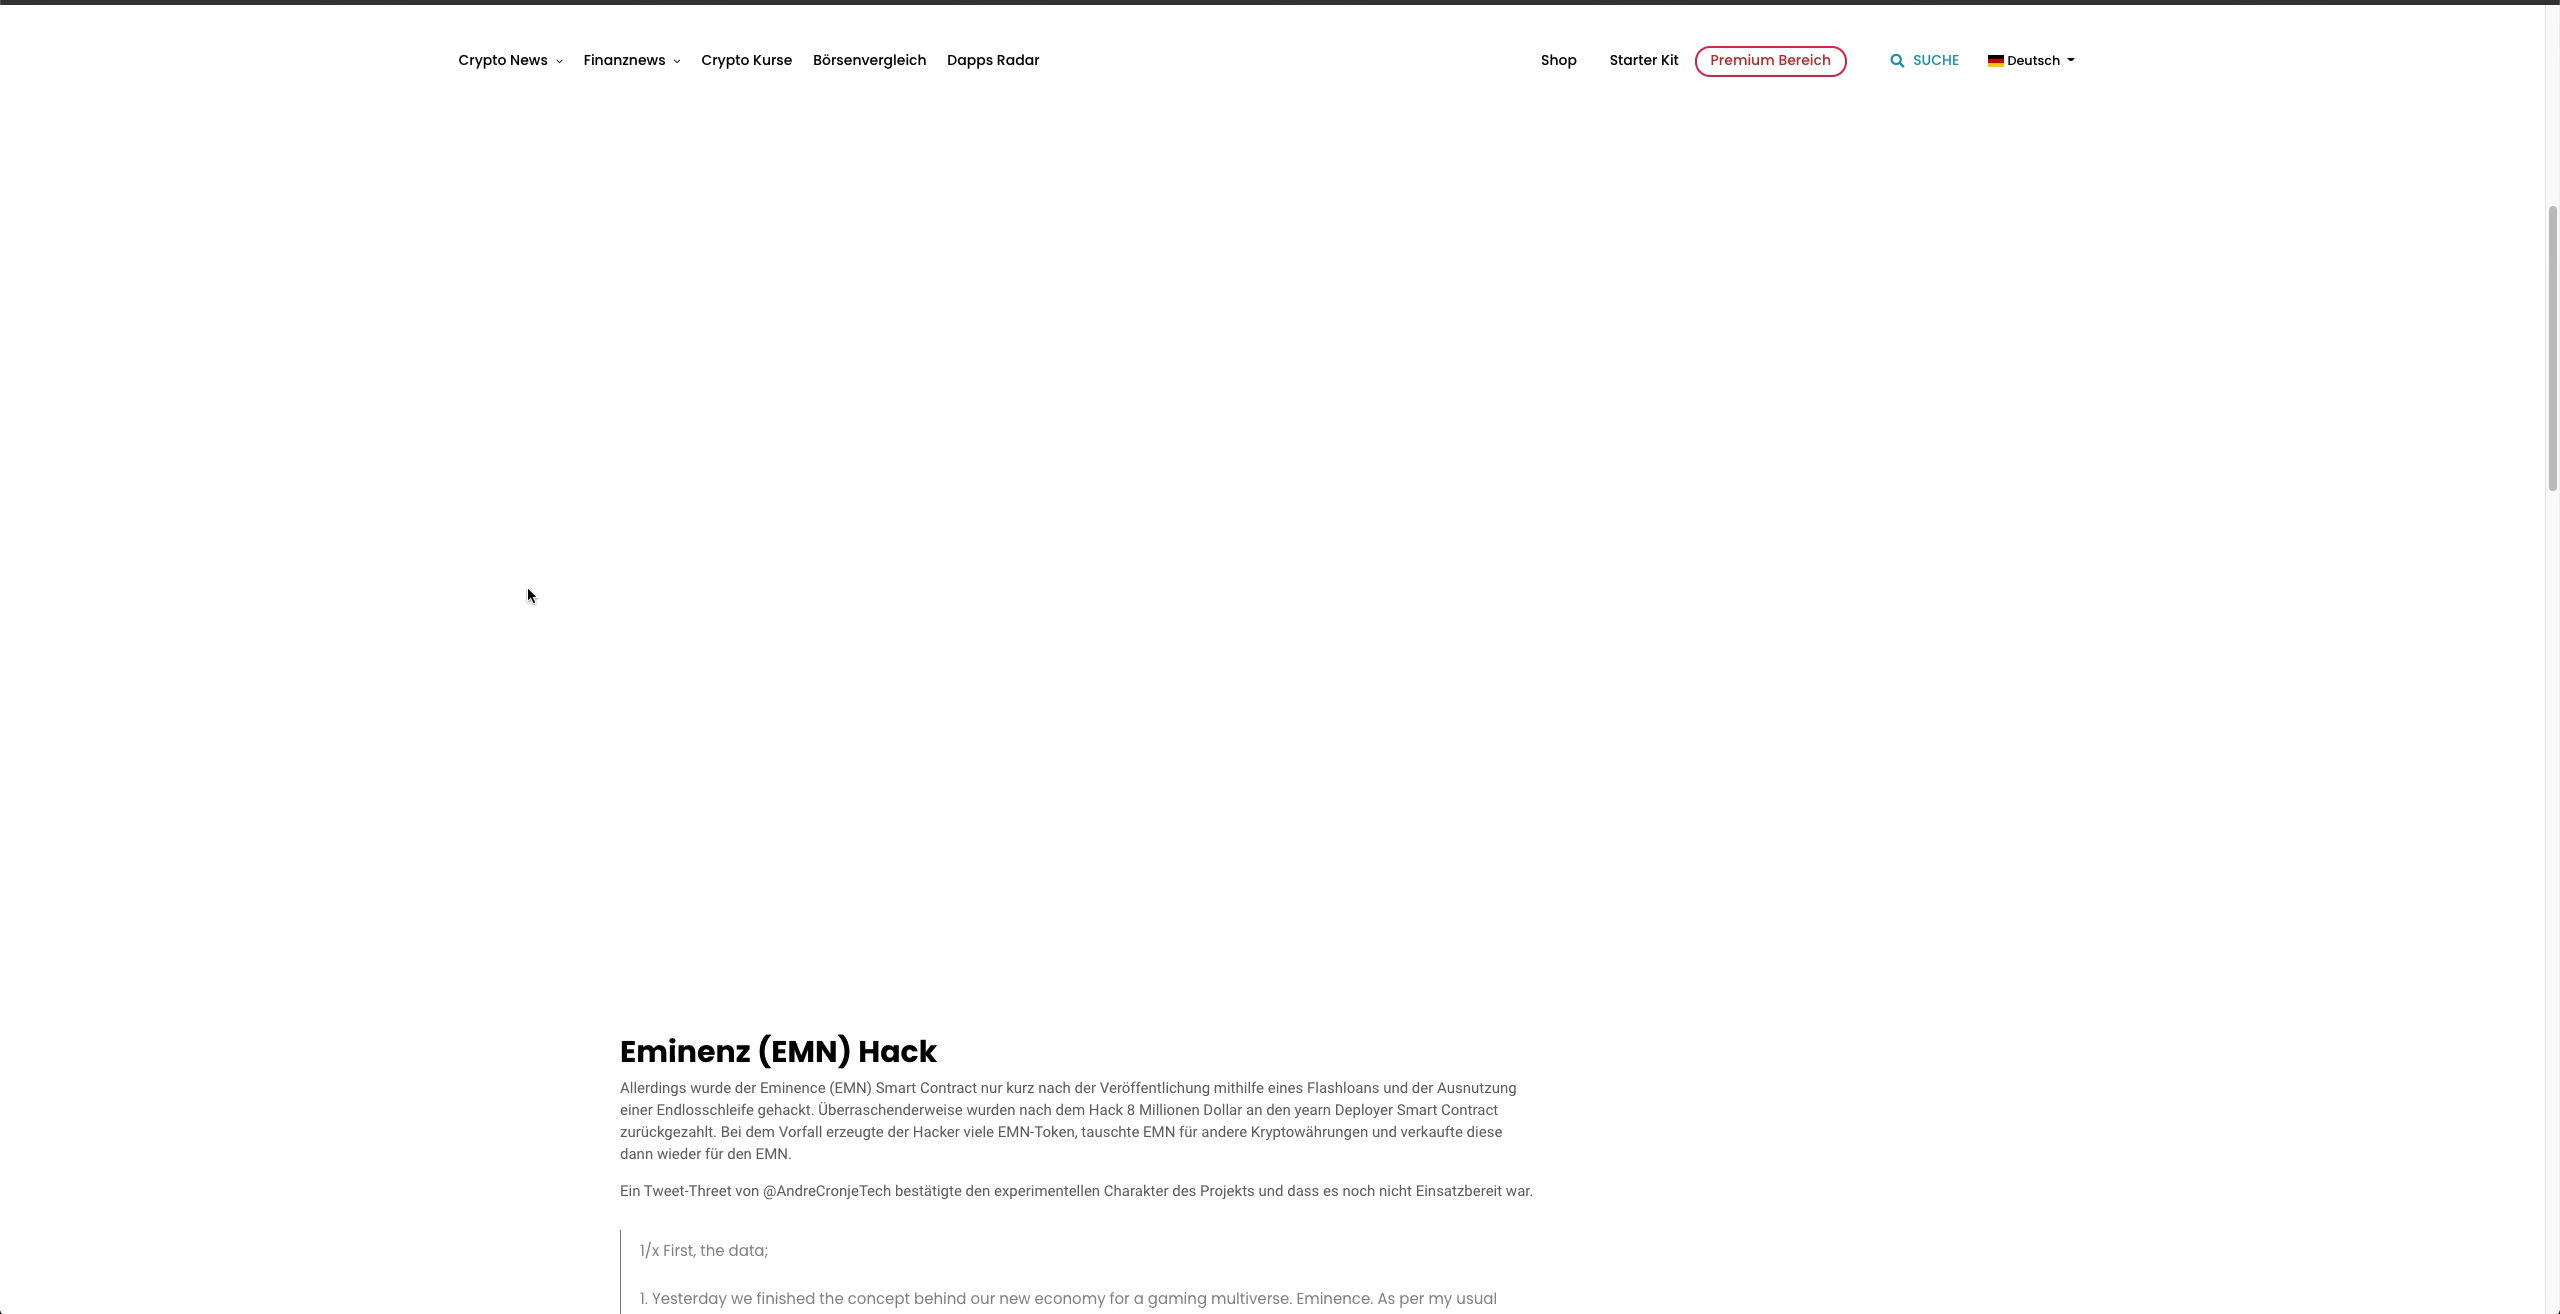 Crypto News Finanznews Crypto Kurse Börsenvergleich Dapps Radar Shop Starter Kit Premium Bereich SUCHE Deutsch
Eminenz (EMN) Hack
Allerdings wurde der Eminence (EMN) Smart Contract nur kurz nach der Veröffentlichung mithilfe eines Flashloans und der Ausnutzung
einer Endlosschleife gehackt. Überraschenderweise wurden nach dem Hack 8 Millionen Dollar an den yearn Deployer Smart Contract
zurückgezahlt. Bei dem Vorfall erzeugte der Hacker viele EMN-Token, tauschte EMN für andere Kryptowährungen und verkaufte diese
dann wieder für den EMN.
Ein Tweet-Threet von @AndreCronjeTech bestätigte den experimentellen Charakter des Projekts und dass es noch nicht Einsatzbereit war.
1/x First, the data;
1. Yesterday we finished the concept behind our new economy for a gaming multiverse. Eminence. As per my usual